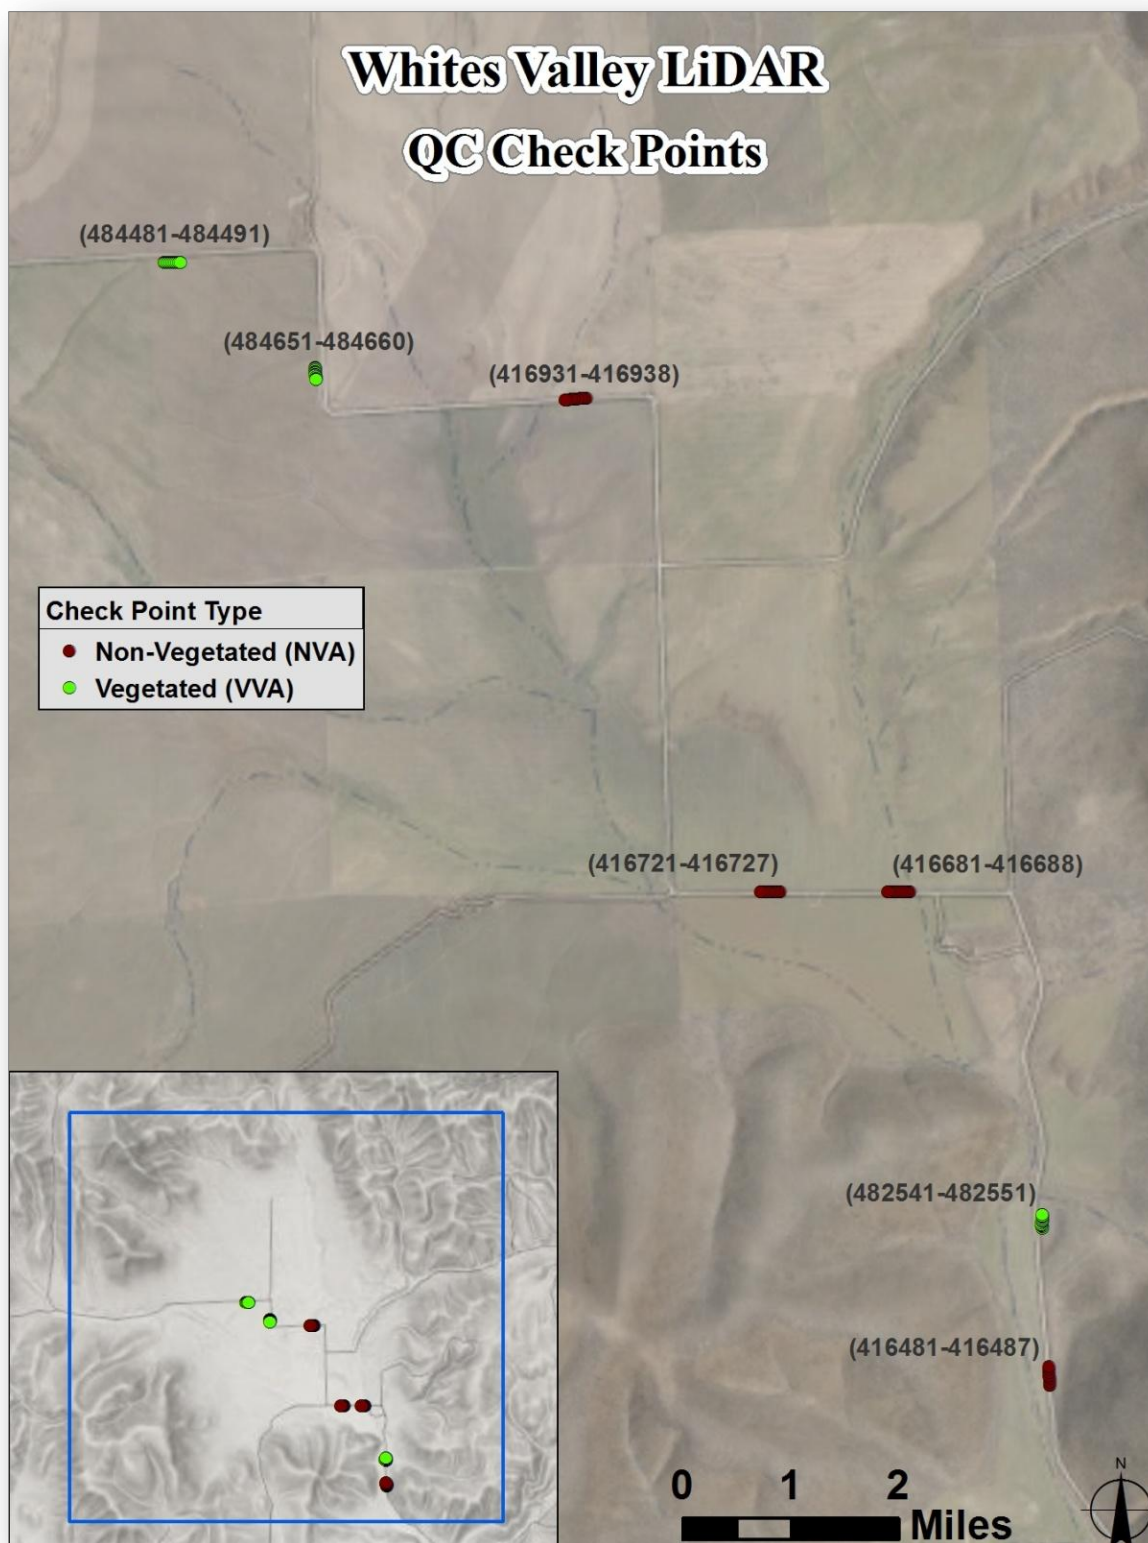 Whites Valley LiDAR
QC Check Points
(484481-484491)
(484651-484660)
(416931-416938)
Check Point Type
Non-Vegetated (NVA)
Vegetated (VVA)
(416721-416727)
(416681-416688)
(482541-482551)
(416481-416487)
N
0 1 2
Miles